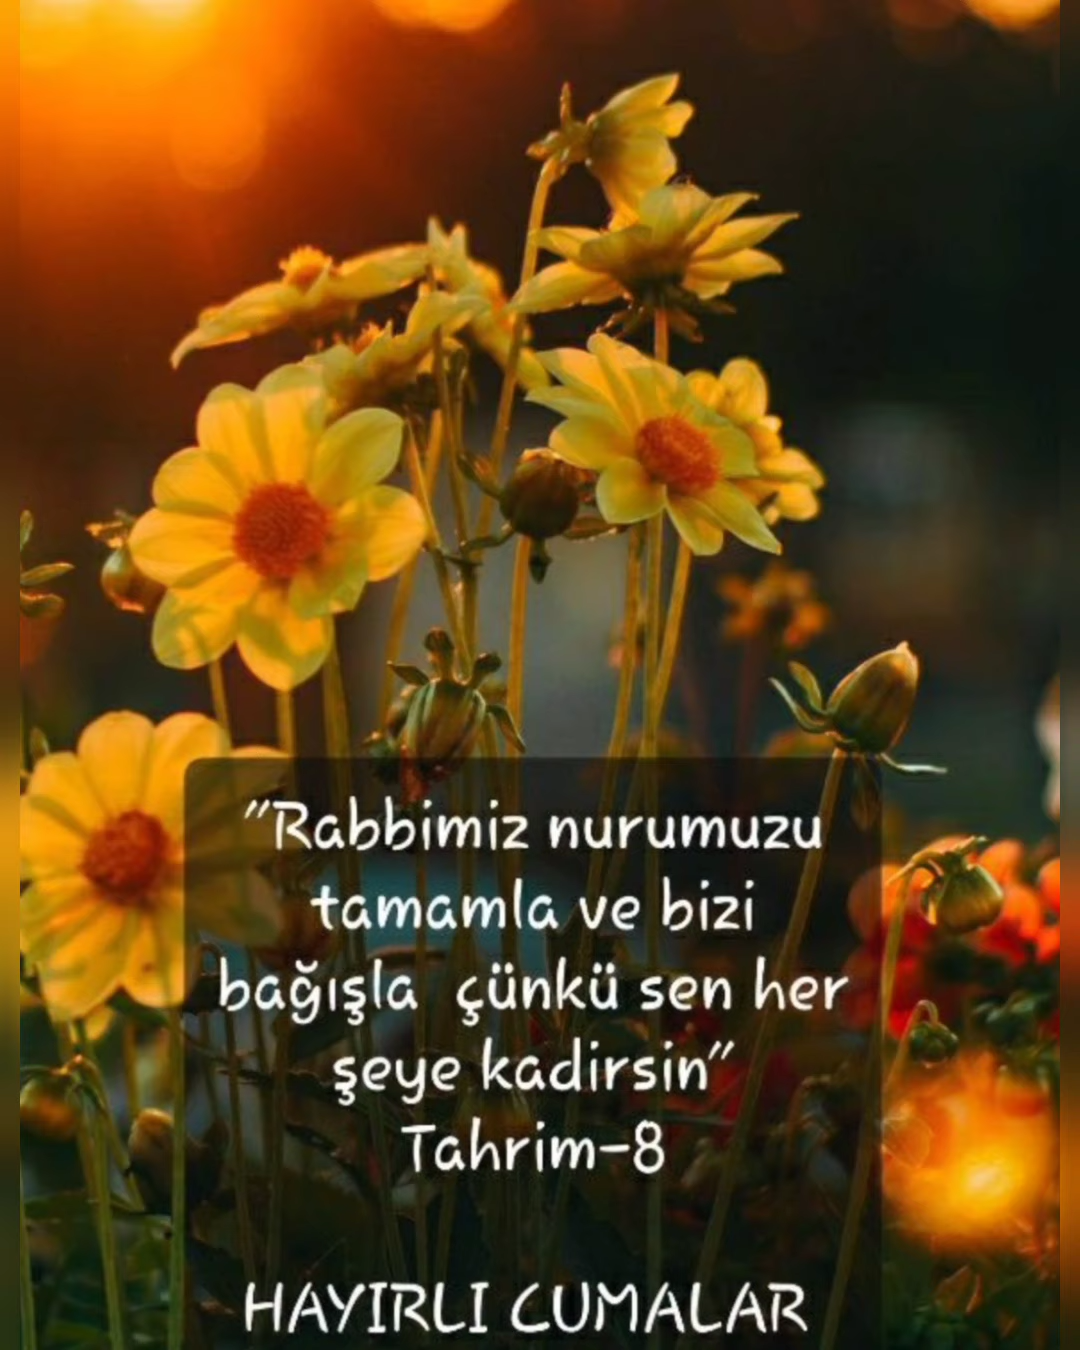 "Rabbimiz nurumuzu
tamamla ve bizi
bağışla çünkü sen her
şeye kadirsin"
Tahrim-8
HAYIRLI CUMALAR